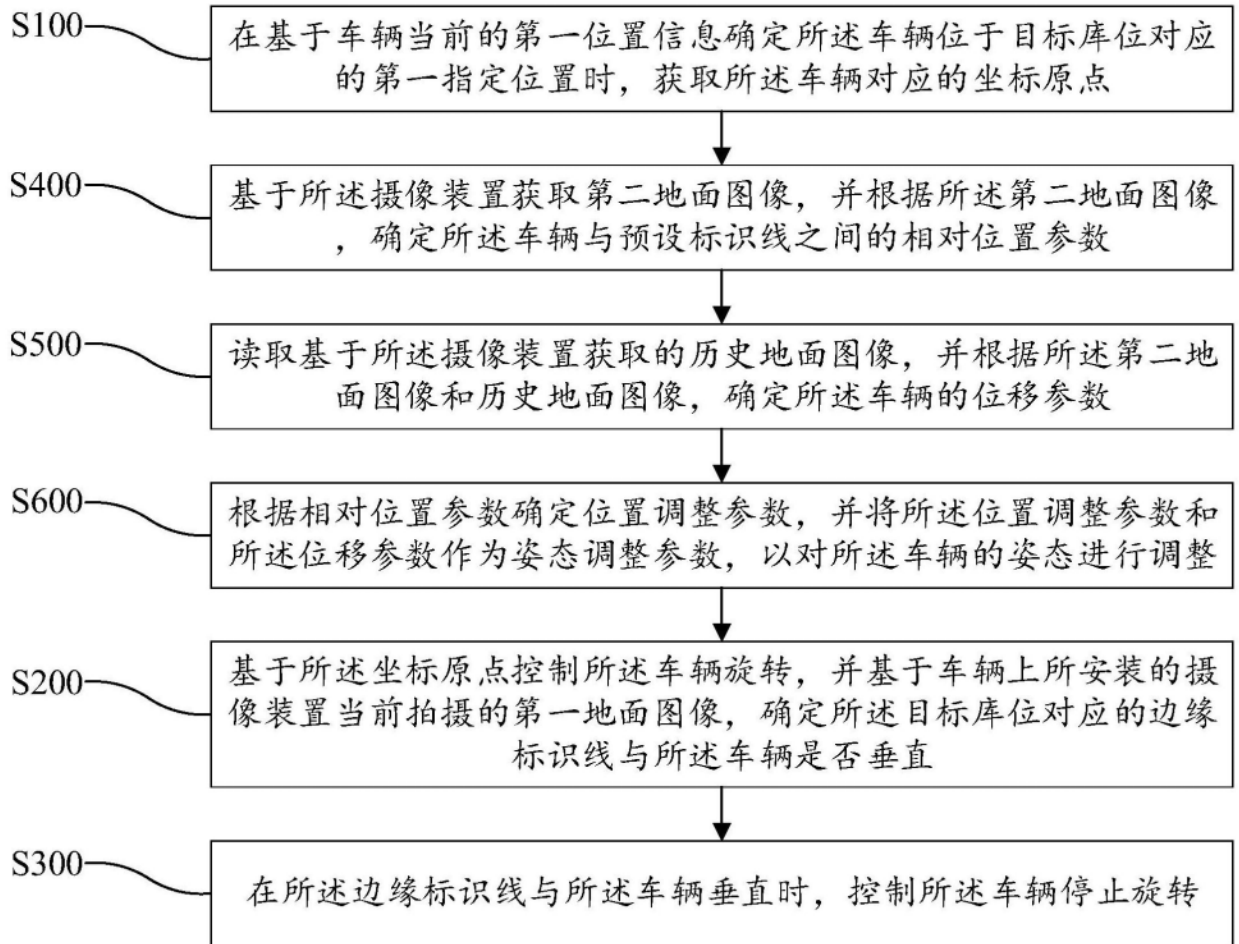 S100
在基于车辆当前的第一位置信息确定所述车辆位于目标库位对应
的第一指定位置时，获取所述车辆对应的坐标原点
S400
基于所述摄像装置获取第二地面图像，并根据所述第二地面图像
，确定所述车辆与预设标识线之间的相对位置参数
S500
读取基于所述摄像装置获取的历史地面图像，并根据所述第二地
面图像和历史地面图像，确定所述车辆的位移参数
S600
根据相对位置参数确定位置调整参数，并将所述位置调整参数和
所述位移参数作为姿态调整参数，以对所述车辆的姿态进行调整
S200
基于所述坐标原点控制所述车辆旋转，并基于车辆上所安装的摄
像装置当前拍摄的第一地面图像，确定所述目标库位对应的边缘
标识线与所述车辆是否垂直
S300
在所述边缘标识线与所述车辆垂直时，控制所述车辆停止旋转